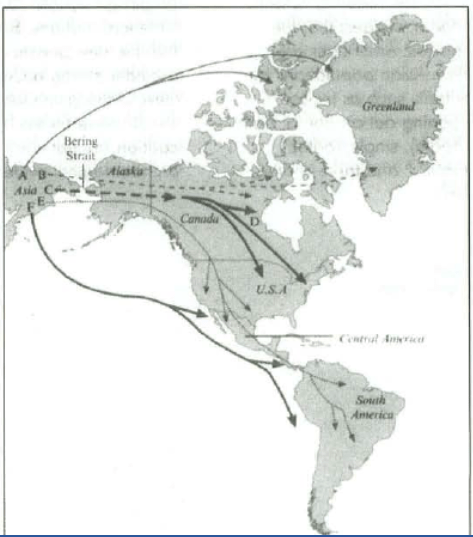 Greenland
Bering
Strait
A B
Alaska
Asia C
E
F
Canada
D
U.S.A
Central America
South
America